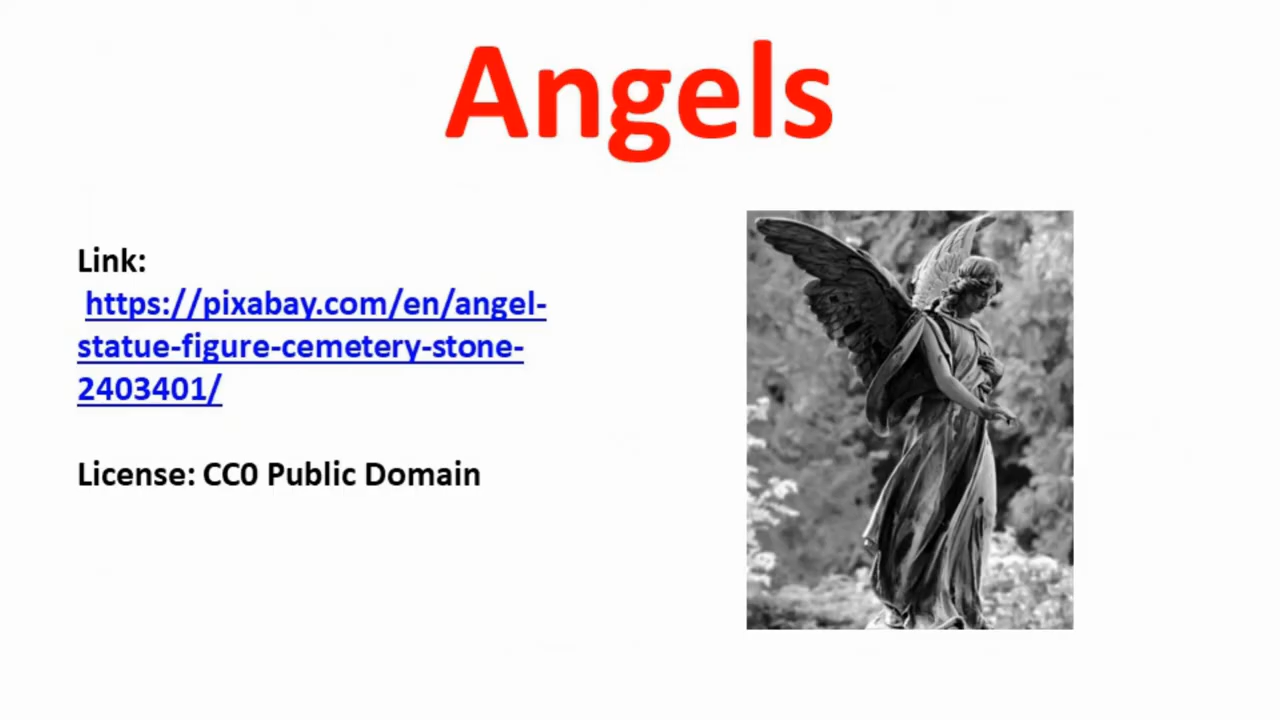 Angels
Link:
https://pixabay.com/en/angel-
statue-figure-cemetery-stone-
2403401/
License: CC0 Public Domain